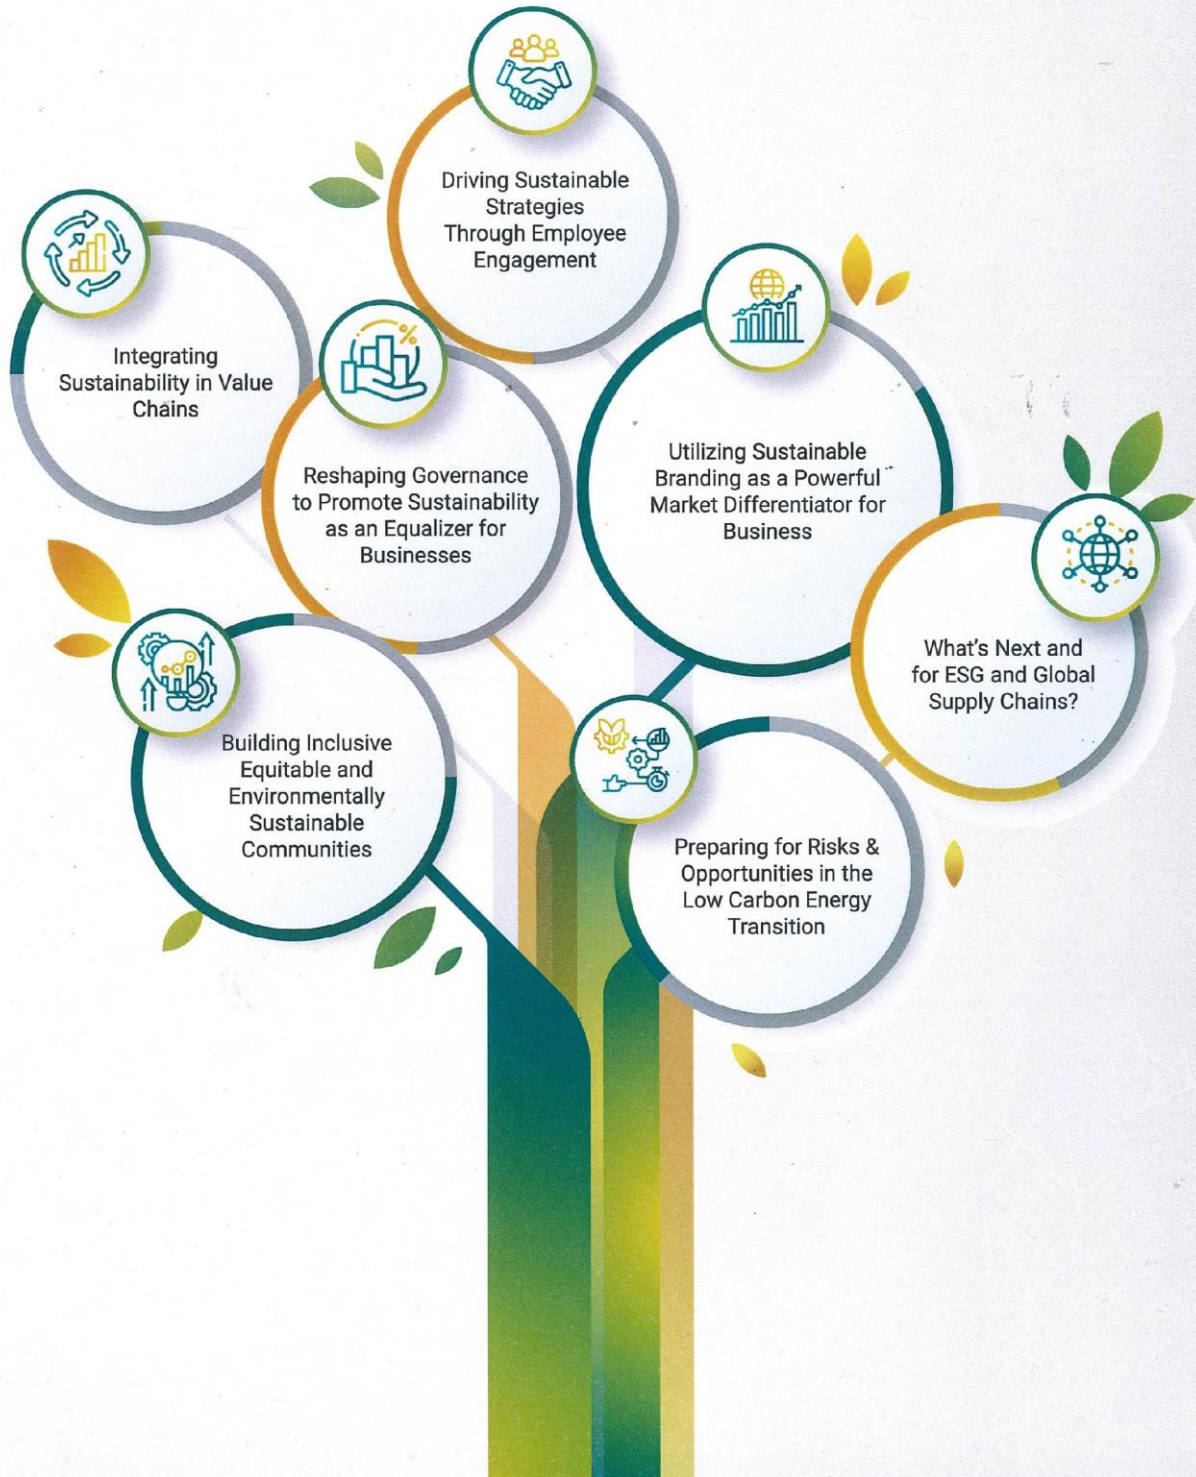 Driving Sustainable
Strategies
Through Employee
Engagement
Integrating
Sustainability in Value
Chains
Reshaping Governance
to Promote Sustainability
as an Equalizer for
Businesses
Utilizing Sustainable
Branding as a Powerful
Market Differentiator for
Business
What's Next and
for ESG and Global
Supply Chains?
Building Inclusive
Equitable and
Environmentally
Sustainable
Communities
Preparing for Risks &
Opportunities in the
Low Carbon Energy
Transition
%